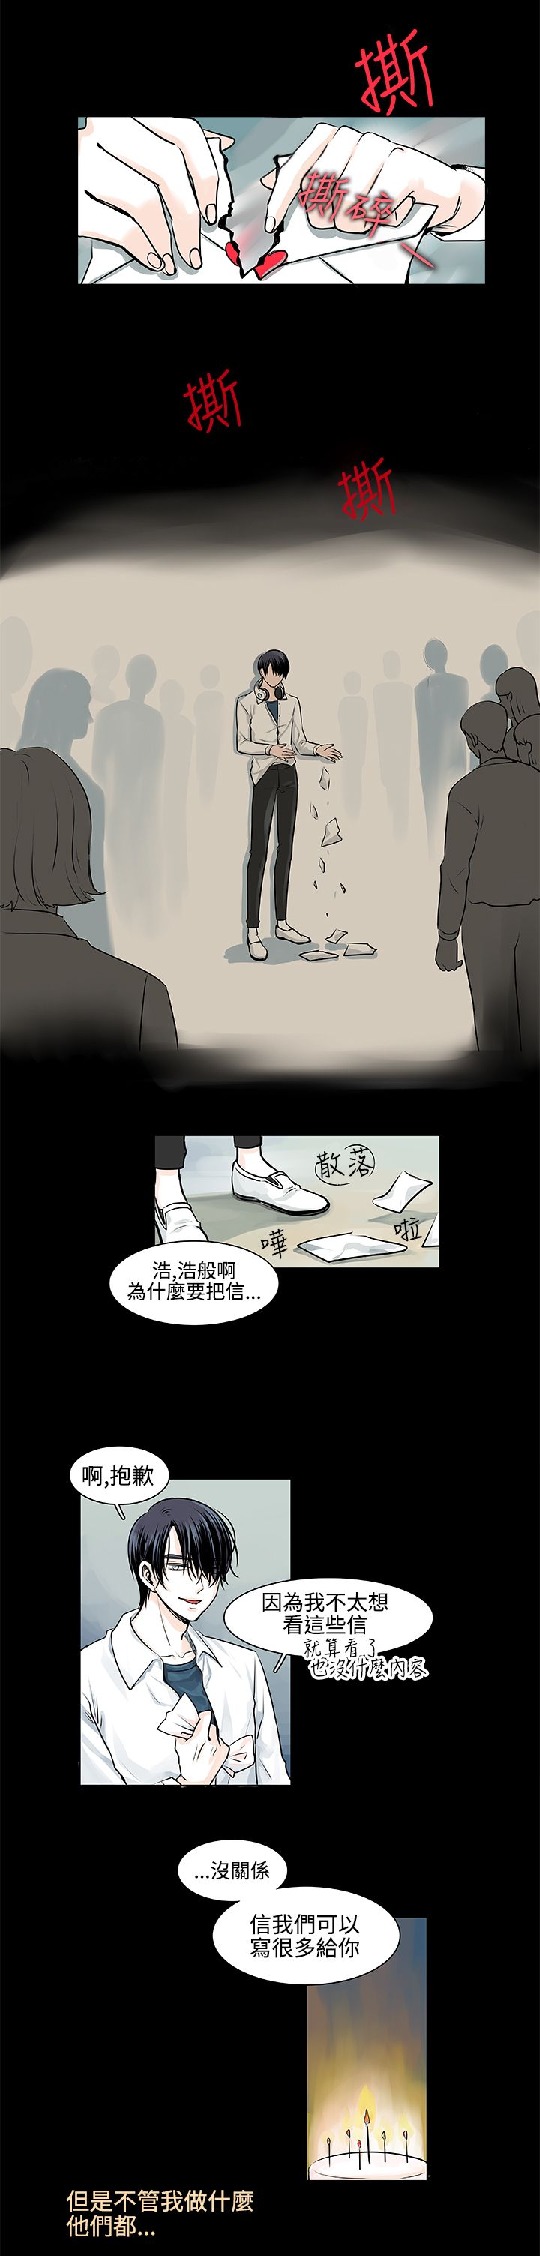 撕
撕碎—
撕
撕
散落
嘩
啦
浩,浩般啊
為什麼要把信...
啊,抱歉
因為我不太想
看這些信
就算看了
也沒什麼內容
...沒關係
信我們可以
寫很多給你
但是不管我做什麼
他們都...